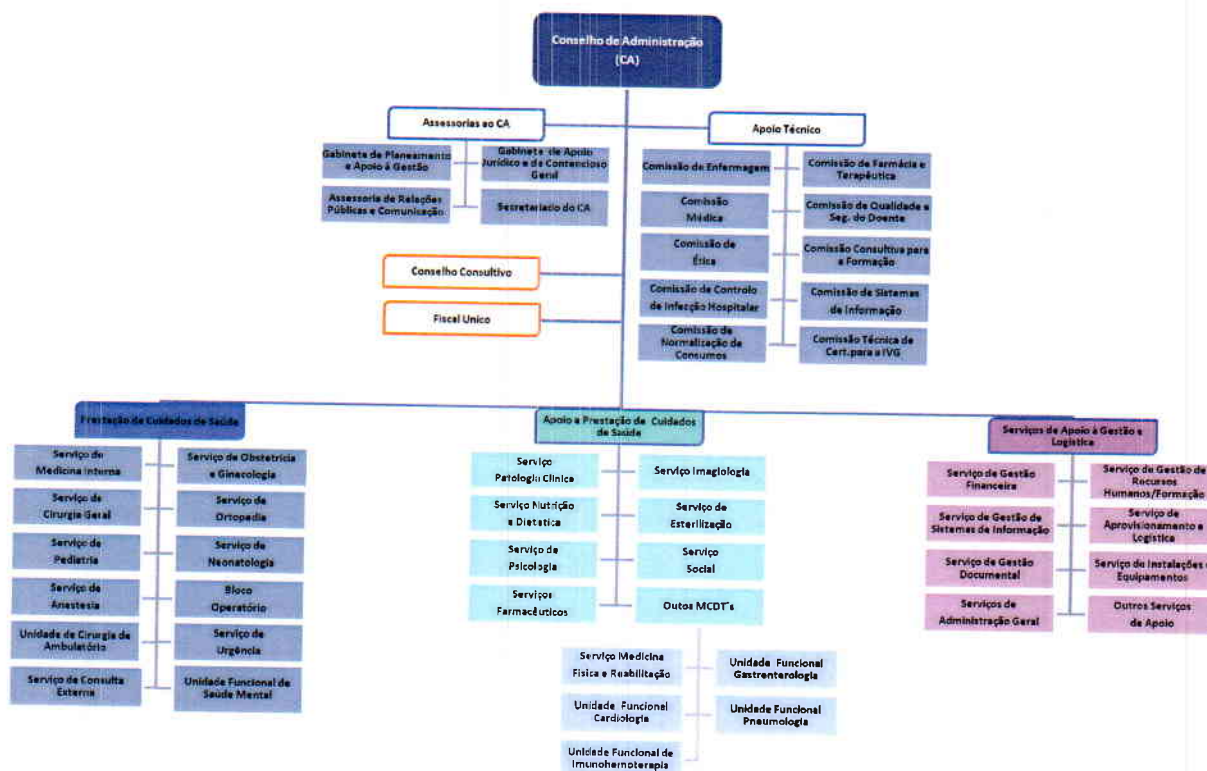 Conselho de Administração
(CA)
Assessorias ao CA
Apoio Técnico
Gabinete de Planeamento
e Apoio à Gestão
Gabinete de Apoio
Jurídico e de Contencioso
Geral
Assessoria de Relações
Públicas e Comunicação
Secretariado do CA
Comissão de Enfermagem
Comissão de Farmácia e
Terapêutica
Comissão
Médica
Comissão de Qualidade e
Seg. do Doente
Comissão de
Ética
Comissão Consultiva para
a Formação
Comissão de Controlo
de Infecção Hospitalar
Comissão de Sistemas
de Informação
Comissão de
Normalização de
Consumos
Comissão Técnica de
Cert.para a IVG
Conselho Consultivo
Fiscal Unico
Prestação de Cuidados de Saúde
Serviço de
Medicina Interna
Serviço de Obstetrícia
e Ginecologia
Serviço de
Cirurgia Geral
Serviço de
Ortopedia
Serviço de
Pediatria
Serviço de
Neonatologia
Serviço de
Anestesia
Bloco
Operatório
Unidade de Cirurgia de
Ambulatório
Serviço de
Urgência
Serviço de Consulta
Externa
Unidade Funcional de
Saúde Mental
Apoio a Prestação de Cuidados
de Saúde
Serviço
Patologia Clinica
Serviço Imagiologia
Serviço Nutrição
e Dietetica
Serviço de
Esterilização
Serviço de
Psicologia
Serviço
Social
Serviços
Farmacêuticos
Outos MCDT´s
Serviço Medicina
Fisica e Reabilitação
Unidade Funcional
Gastrenterologia
Unidade Funcional
Cardiologia
Unidade Funcional
Pneumologia
Unidade Funcional de
Imunohemoterapia
Serviços de Apoio à Gestão e
Logística
Serviço de Gestão
Financeira
Serviço de Gestão de
Recursos
Humanos/Formação
Serviço de Gestão de
Sistemas de Informação
Serviço de
Aprovisionamento e
Logística
Serviço de Gestão
Documental
Serviço de Instalações e
Equipamentos
Serviços de
Administração Geral
Outros Serviços
de Apoio